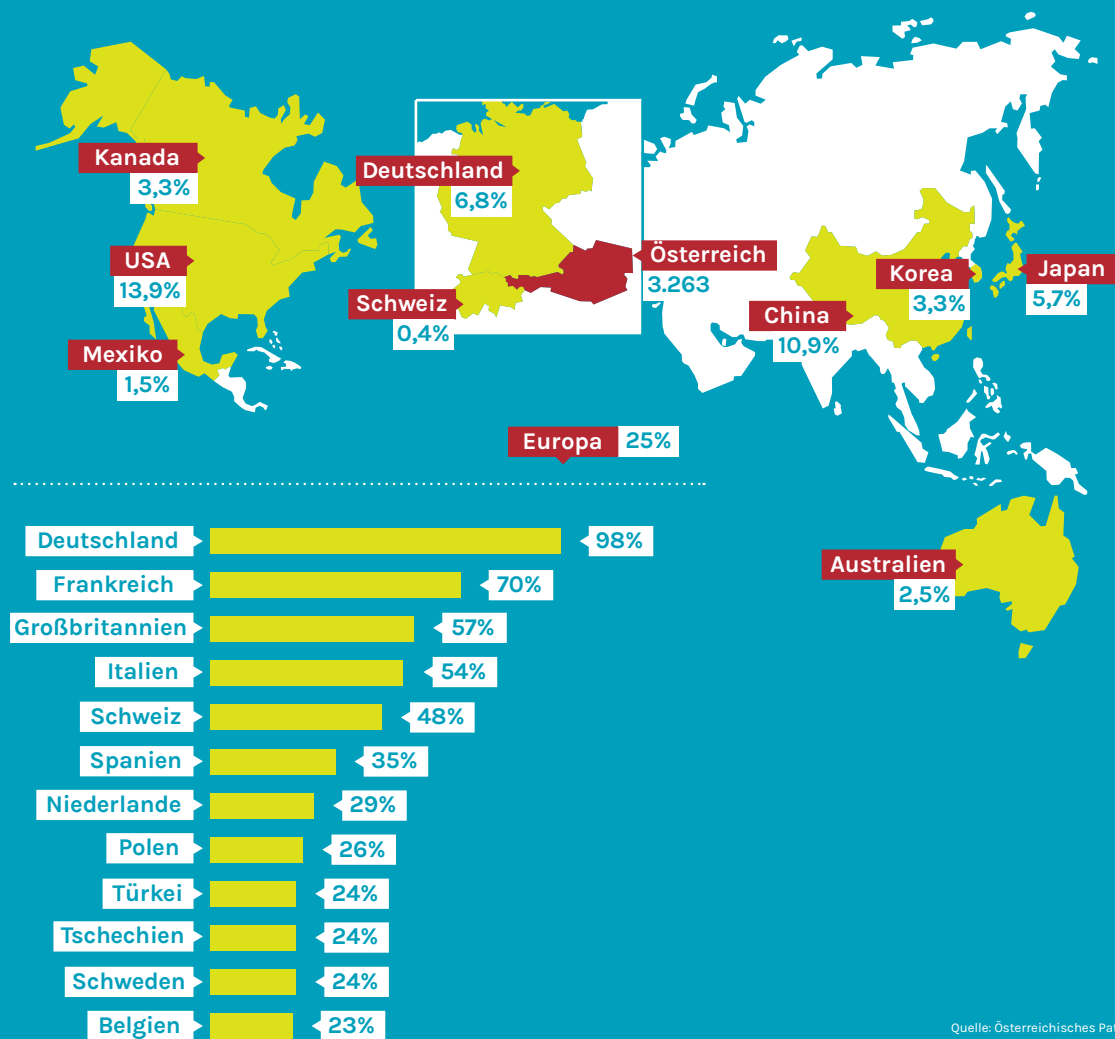 Kanada
3,3%
USA
13,9%
Mexiko
1,5%
Deutschland
6,8%
Österreich
3.263
Schweiz
0,4%
China
10,9%
Korea
3,3%
Japan
5,7%
Europa 25%
Australien
2,5%
Deutschland 98%
Frankreich 70%
Großbritannien 57%
Italien 54%
Schweiz 48%
Spanien 35%
Niederlande 29%
Polen 26%
Türkei 24%
Tschechien 24%
Schweden 24%
Belgien 23%
Quelle: Österreichisches Pat